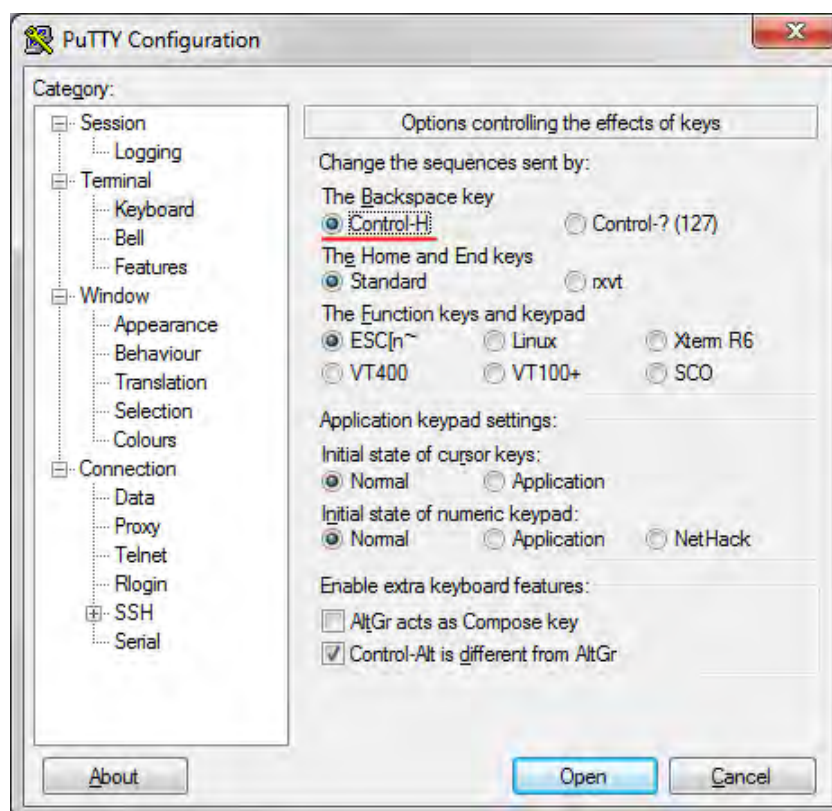 PuTTY Configuration
Category:
Session
Logging
Terminal
Keyboard
Bell
Features
Window
Appearance
Behaviour
Translation
Selection
Colours
Connection
Data
Proxy
Telnet
Rlogin
SSH
Serial
Options controlling the effects of keys
Change the sequences sent by:
The Backspace key
Control-H Control-? (127)
The Home and End keys
Standard rxvt
The Function keys and keypad
ESC[n~ Linux Xterm R6
VT400 VT100+ SCO
Application keypad settings:
Initial state of cursor keys:
Normal Application
Initial state of numeric keypad:
Normal Application NetHack
Enable extra keyboard features:
AltGr acts as Compose key
Control-Alt is different from AltGr
About Open Cancel